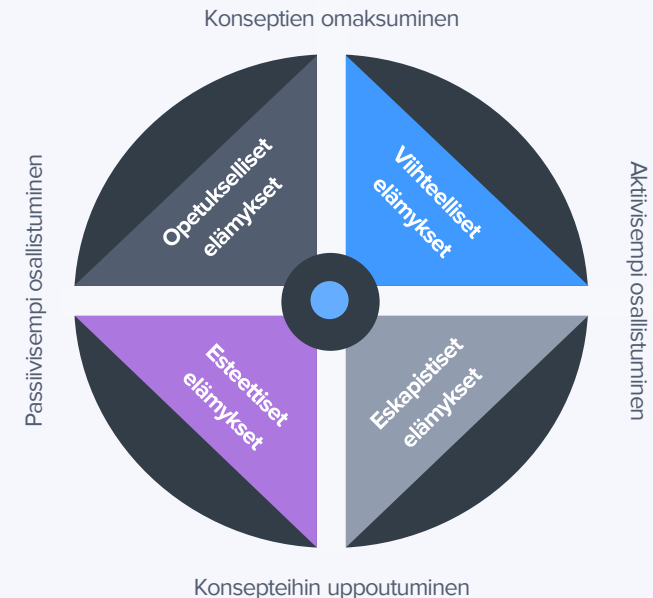 Konseptien omaksuminen
Passiivisempi osallistuminen
Opetukselliset
elämykset
Viihteelliset
elämykset
Aktiivisempi osallistuminen
Esteettiset
elämykset
Eskapistiset
elämykset
Konsepteihin uppoutuminen